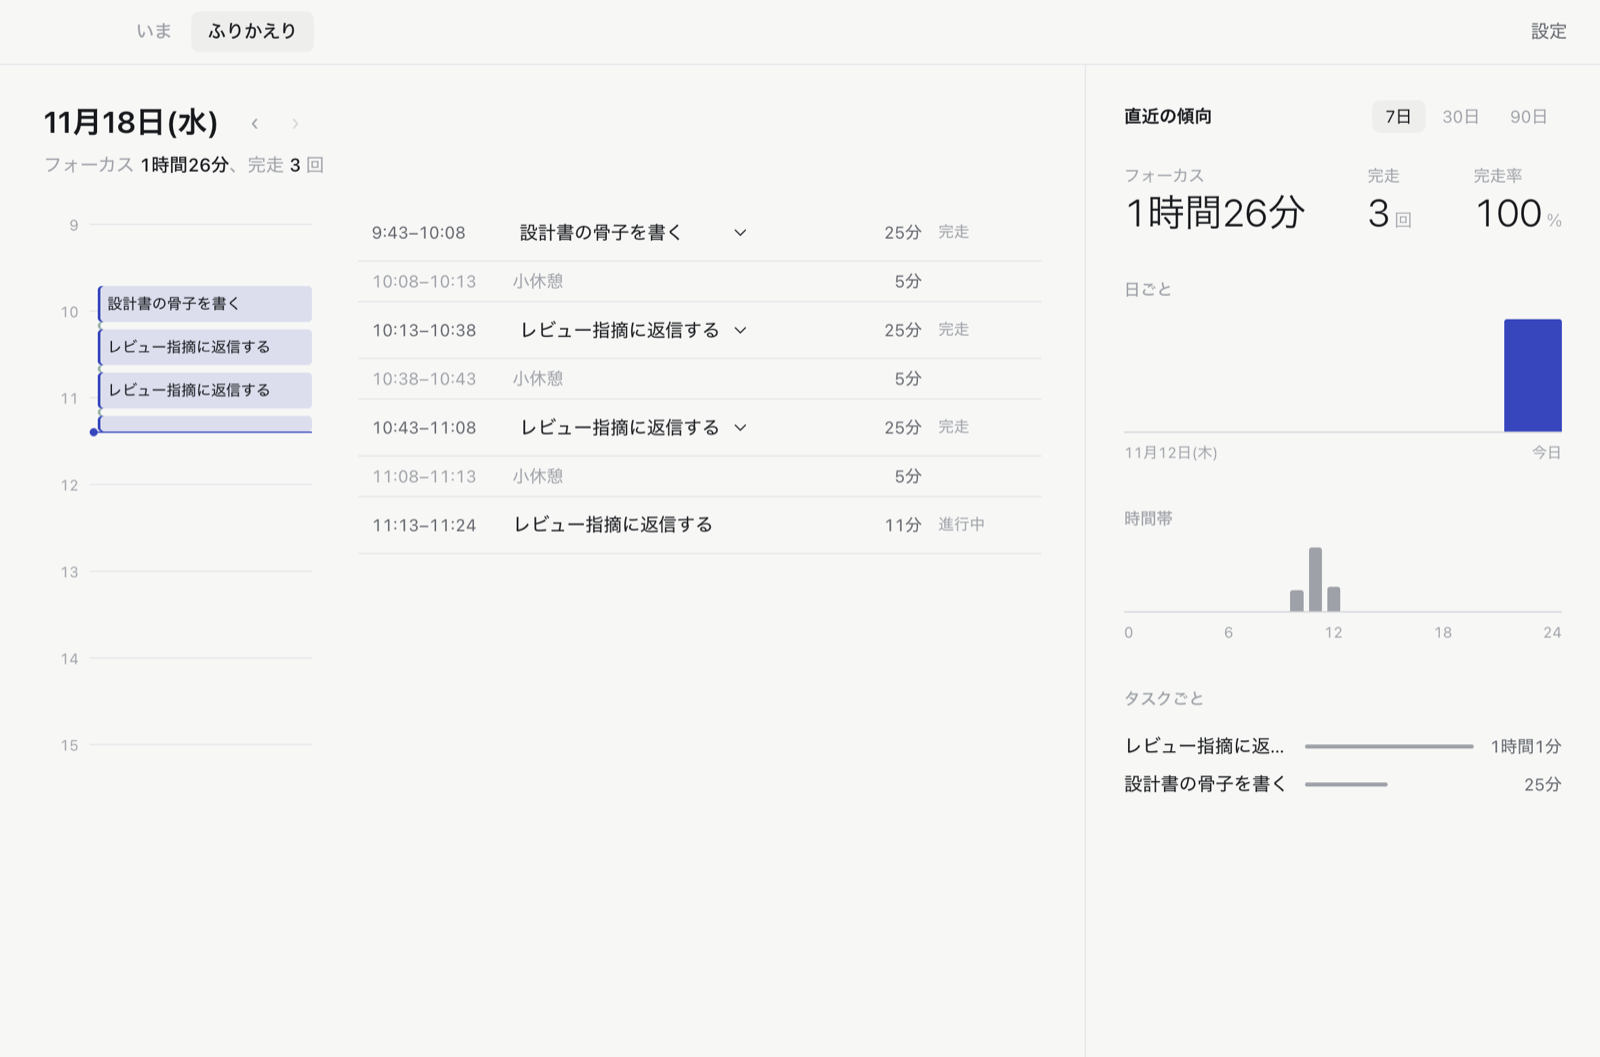 いま ふりかえり 設定
11月18日(水) ‹ ›
フォーカス 1時間26分、完走 3 回
9
10
11
12
13
14
15
設計書の骨子を書く
レビュー指摘に返信する
レビュー指摘に返信する
9:43–10:08 設計書の骨子を書く 25分 完走
10:08–10:13 小休憩 5分
10:13–10:38 レビュー指摘に返信する 25分 完走
10:38–10:43 小休憩 5分
10:43–11:08 レビュー指摘に返信する 25分 完走
11:08–11:13 小休憩 5分
11:13–11:24 レビュー指摘に返信する 11分 進行中
直近の傾向 7日 30日 90日
フォーカス 完走 完走率
1時間26分 3回 100%
日ごと
11月12日(木) 今日
時間帯
0 6 12 18 24
タスクごと
レビュー指摘に返... 1時間1分
設計書の骨子を書く 25分